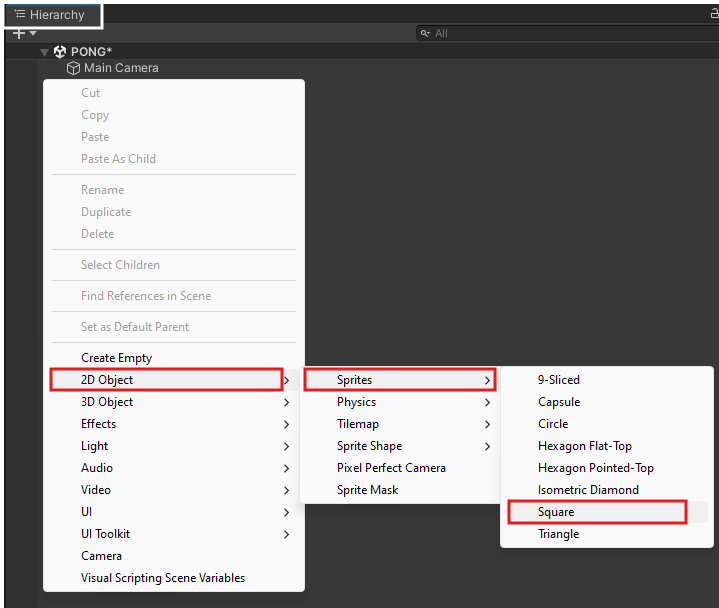 Hierarchy
All
PONG*
Main Camera
Cut
Copy
Paste
Paste As Child
Rename
Duplicate
Delete
Select Children
Find References in Scene
Set as Default Parent
Create Empty
2D Object
3D Object
Effects
Light
Audio
Video
UI
UI Toolkit
Camera
Visual Scripting Scene Variables
Sprites
Physics
Tilemap
Sprite Shape
Pixel Perfect Camera
Sprite Mask
9-Sliced
Capsule
Circle
Hexagon Flat-Top
Hexagon Pointed-Top
Isometric Diamond
Square
Triangle